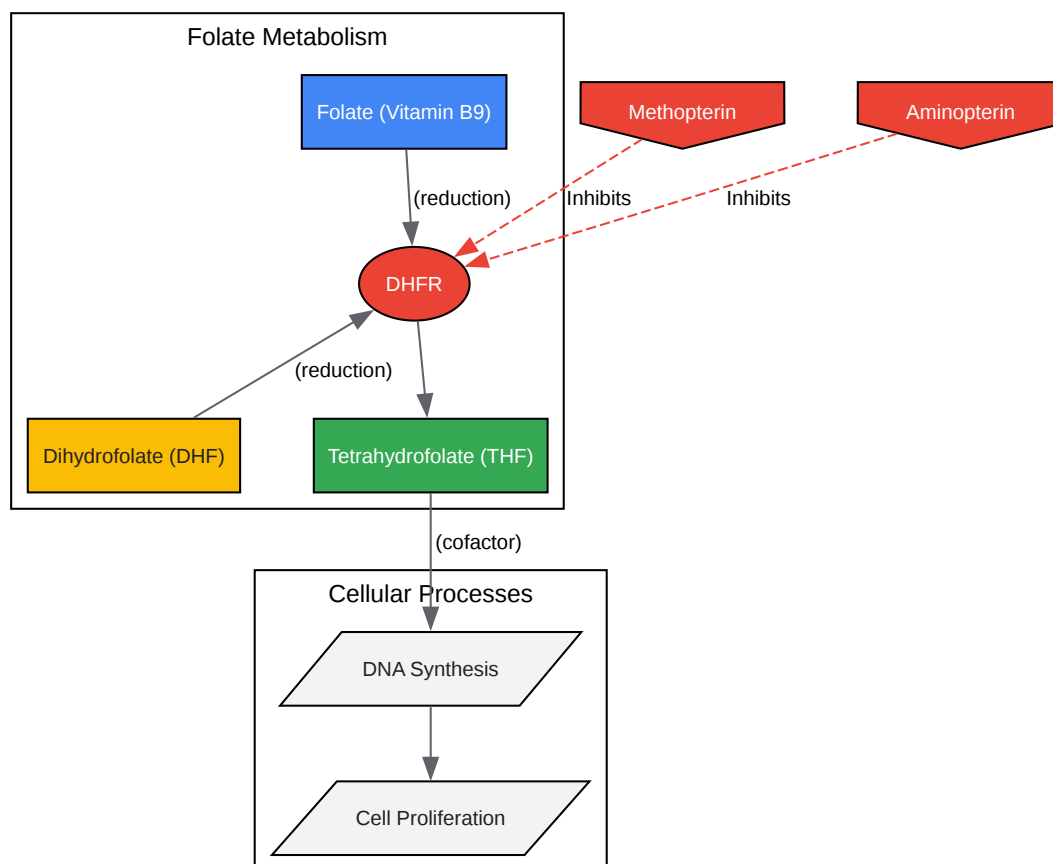 Folate Metabolism
Folate (Vitamin B9)
Methopterin
Aminopterin
(reduction)
Inhibits
Inhibits
DHFR
(reduction)
Dihydrofolate (DHF)
Tetrahydrofolate (THF)
(cofactor)
Cellular Processes
DNA Synthesis
Cell Proliferation